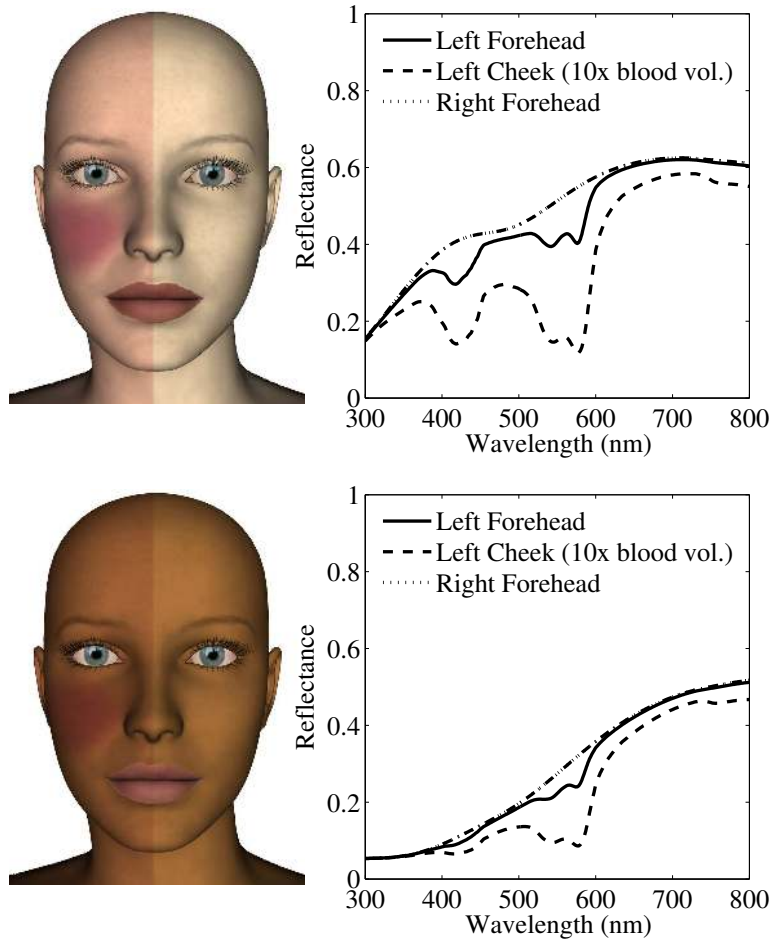 1
0.8
0.6
0.4
0.2
0
Reflectance
Left Forehead
Left Cheek (10x blood vol.)
Right Forehead
300 400 500 600 700 800
Wavelength (nm)
1
0.8
0.6
0.4
0.2
0
Reflectance
Left Forehead
Left Cheek (10x blood vol.)
Right Forehead
300 400 500 600 700 800
Wavelength (nm)